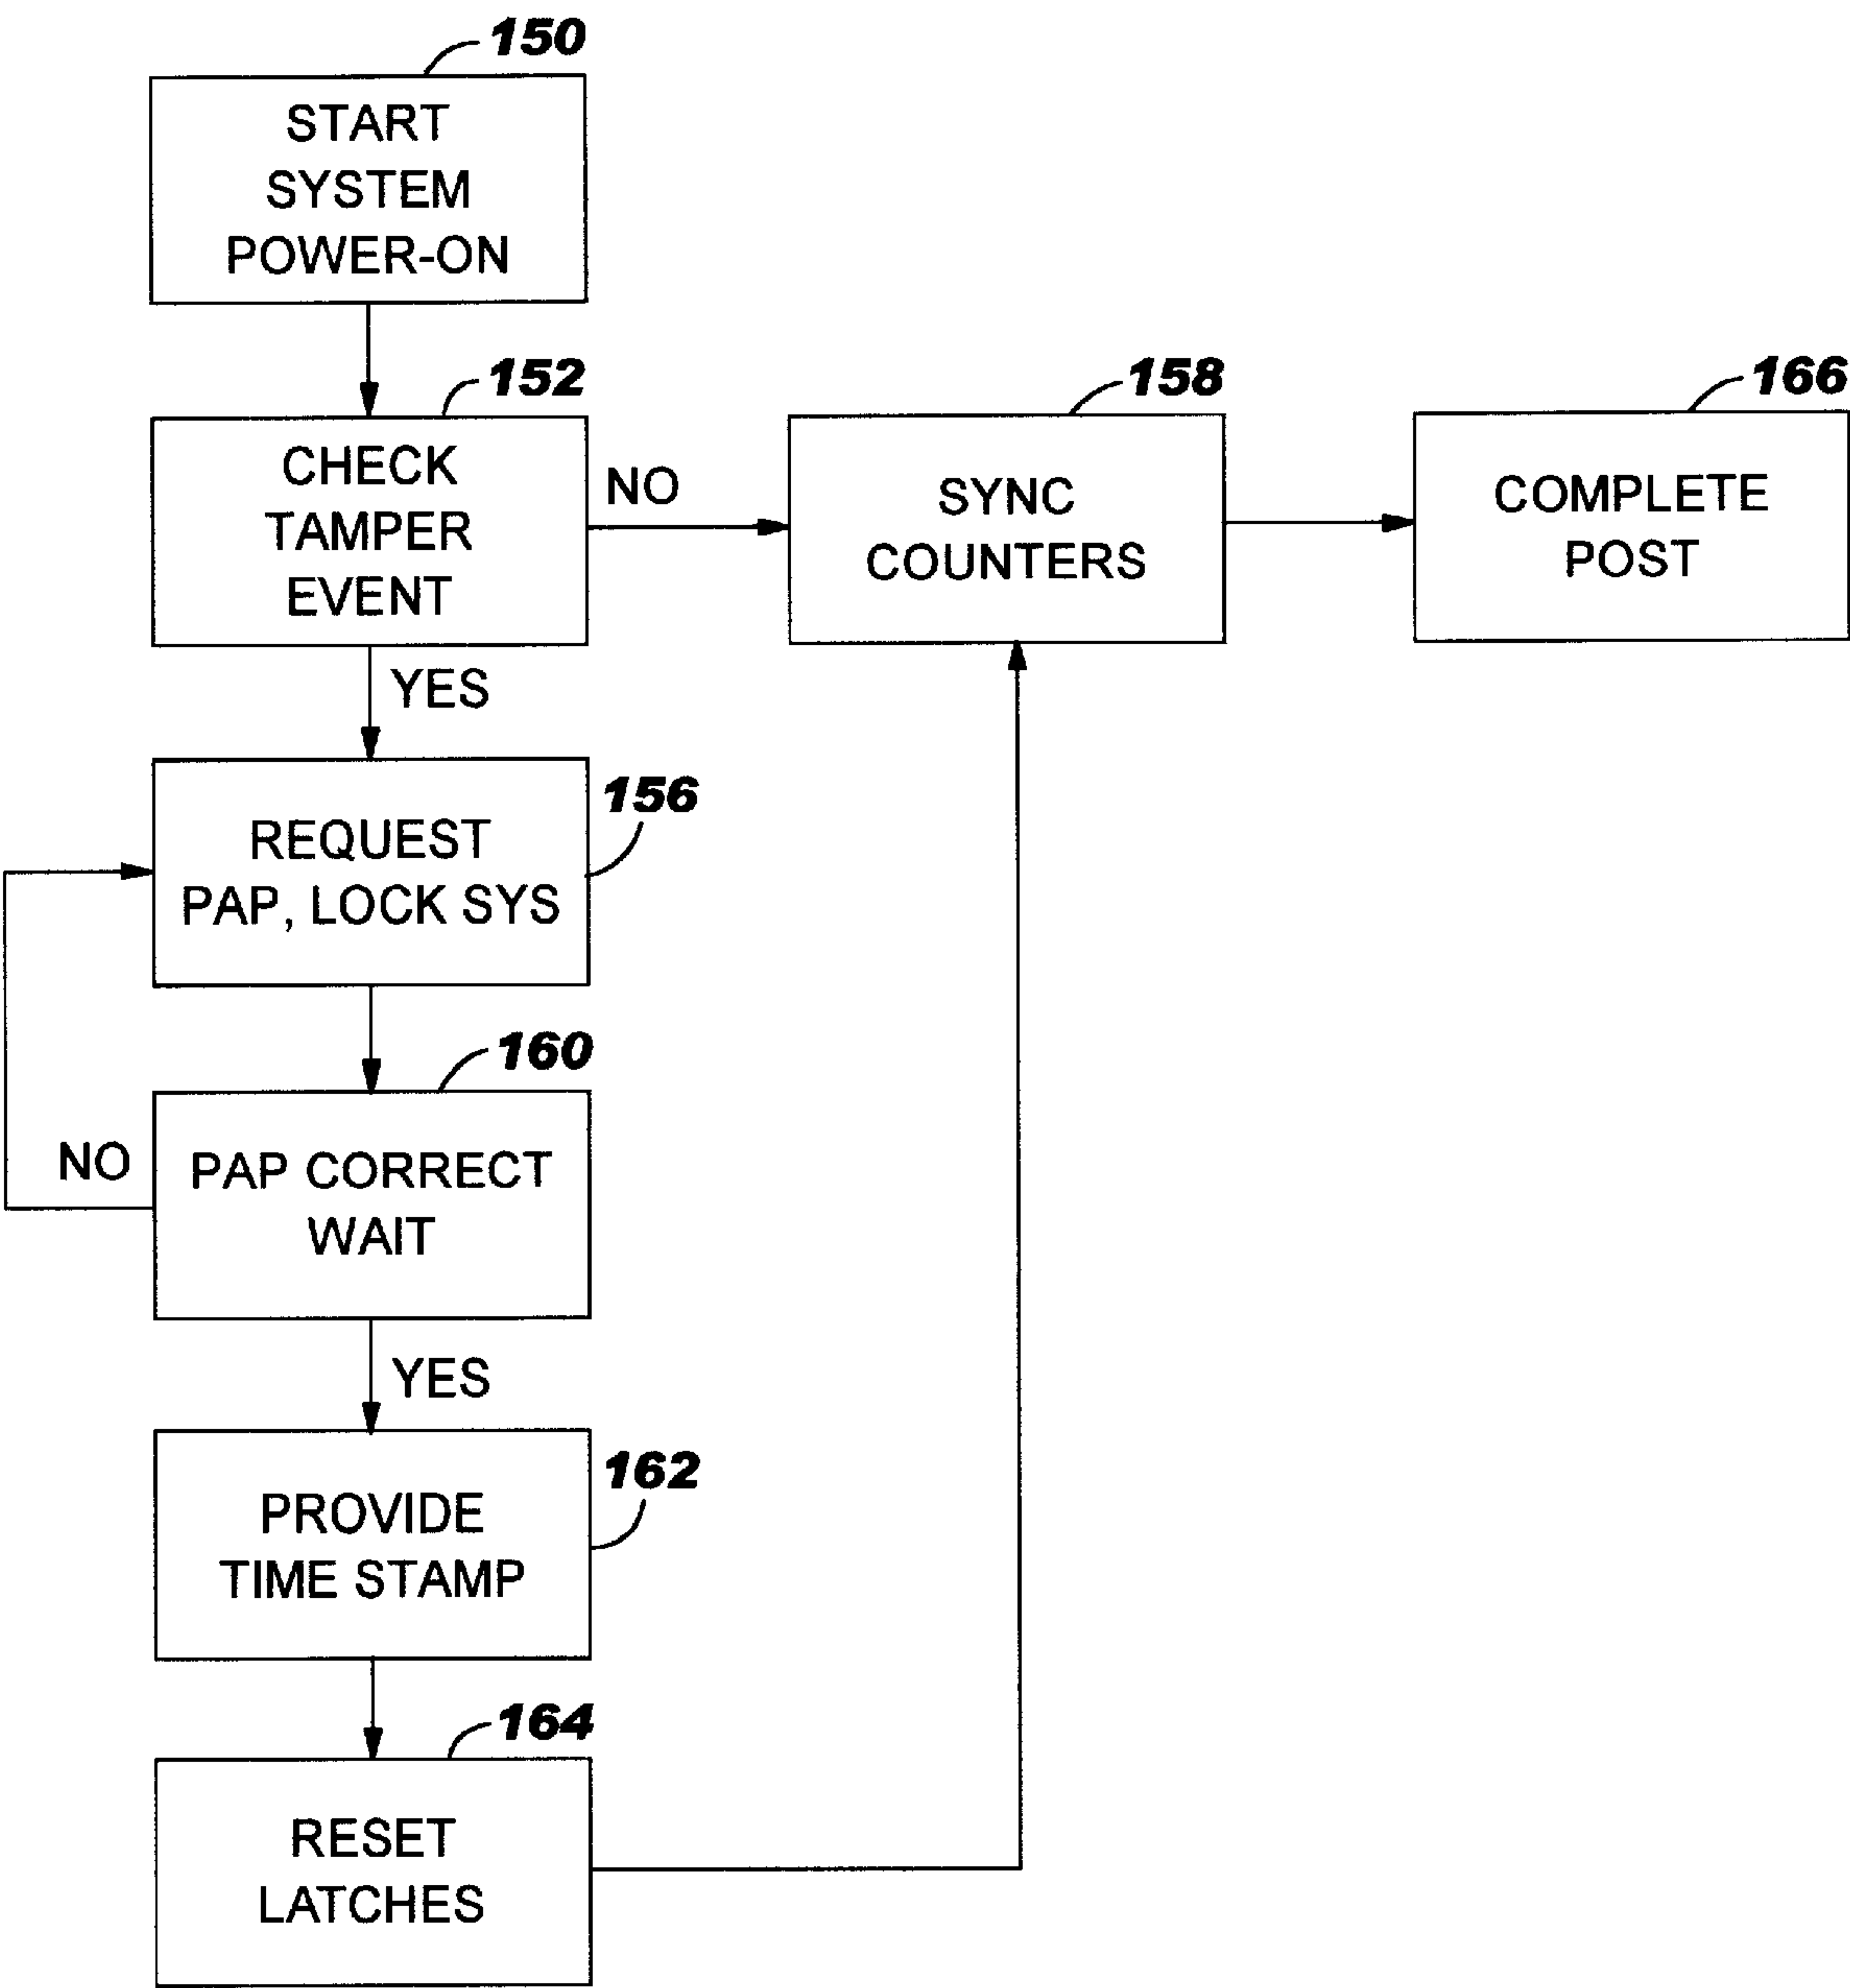 150
START
SYSTEM
POWER-ON
152
CHECK
TAMPER
EVENT
NO
158
SYNC
COUNTERS
166
COMPLETE
POST
YES
156
REQUEST
PAP, LOCK SYS
160
NO
PAP CORRECT
WAIT
YES
162
PROVIDE
TIME STAMP
164
RESET
LATCHES